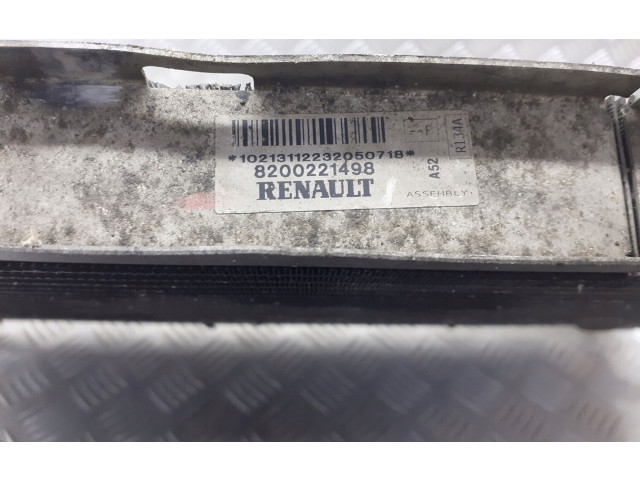 *10213112232050718*
8200221498
RENAULT
A52
R134A
ASSEMBLY